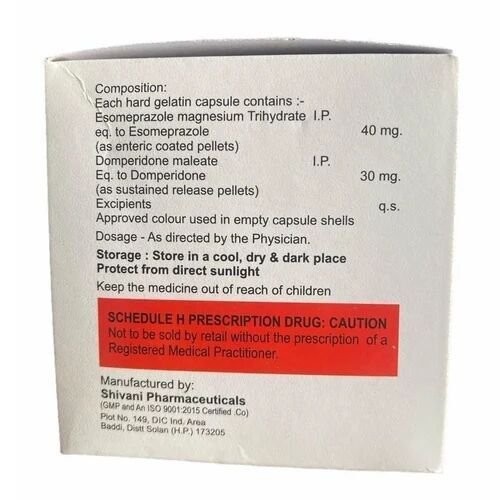 Composition:
Each hard gelatin capsule contains :-
Esomeprazole magnesium Trihydrate I.P.
eq. to Esomeprazole 40 mg.
(as enteric coated pellets)
Domperidone maleate I.P.
Eq. to Domperidone 30 mg.
(as sustained release pellets)
Excipients q.s.
Approved colour used in empty capsule shells
Dosage - As directed by the Physician.
Storage : Store in a cool, dry & dark place
Protect from direct sunlight
Keep the medicine out of reach of children
SCHEDULE H PRESCRIPTION DRUG: CAUTION
Not to be sold by retail without the prescription of a
Registered Medical Practitioner.
Manufactured by:
Shivani Pharmaceuticals
(GMP and An ISO 9001:2015 Certified .Co)
Plot No. 149, DIC Ind. Area
Baddi, Distt Solan (H.P.) 173205